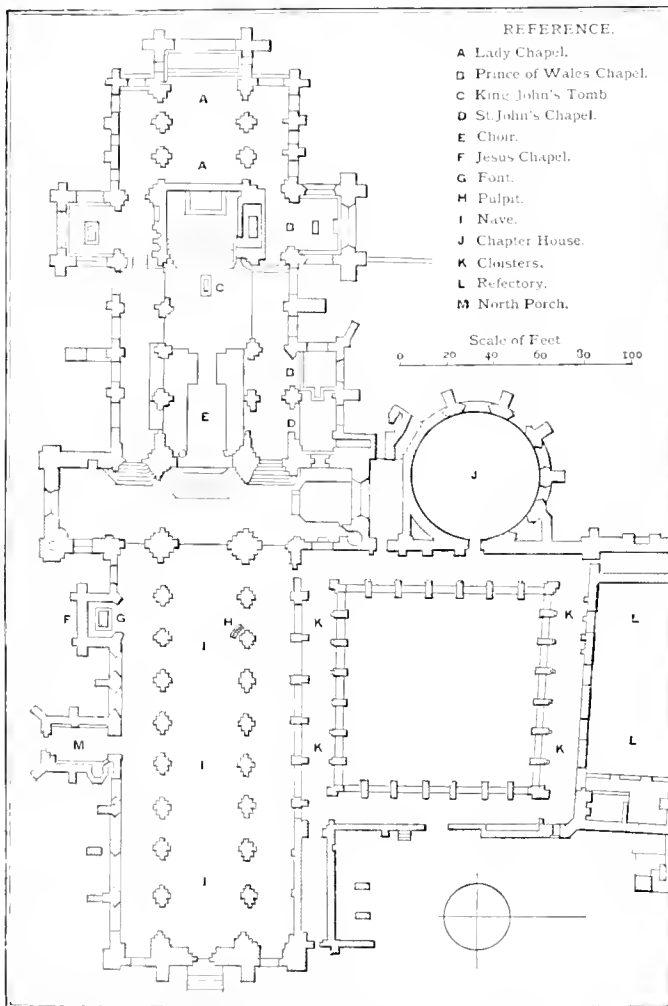 REFERENCE.
A Lady Chapel.
B Prince of Wales Chapel.
C King John's Tomb
D St. John's Chapel.
E Choir.
F Jesus Chapel.
G Font.
H Pulpit.
I Nave.
J Chapter House.
K Cloisters.
L Refectory.
M North Porch.
Scale of Feet
0 20 40 60 80 100
A
A
B
C
D
E
D
J
F G H K K L
I
K K L
M
I
I